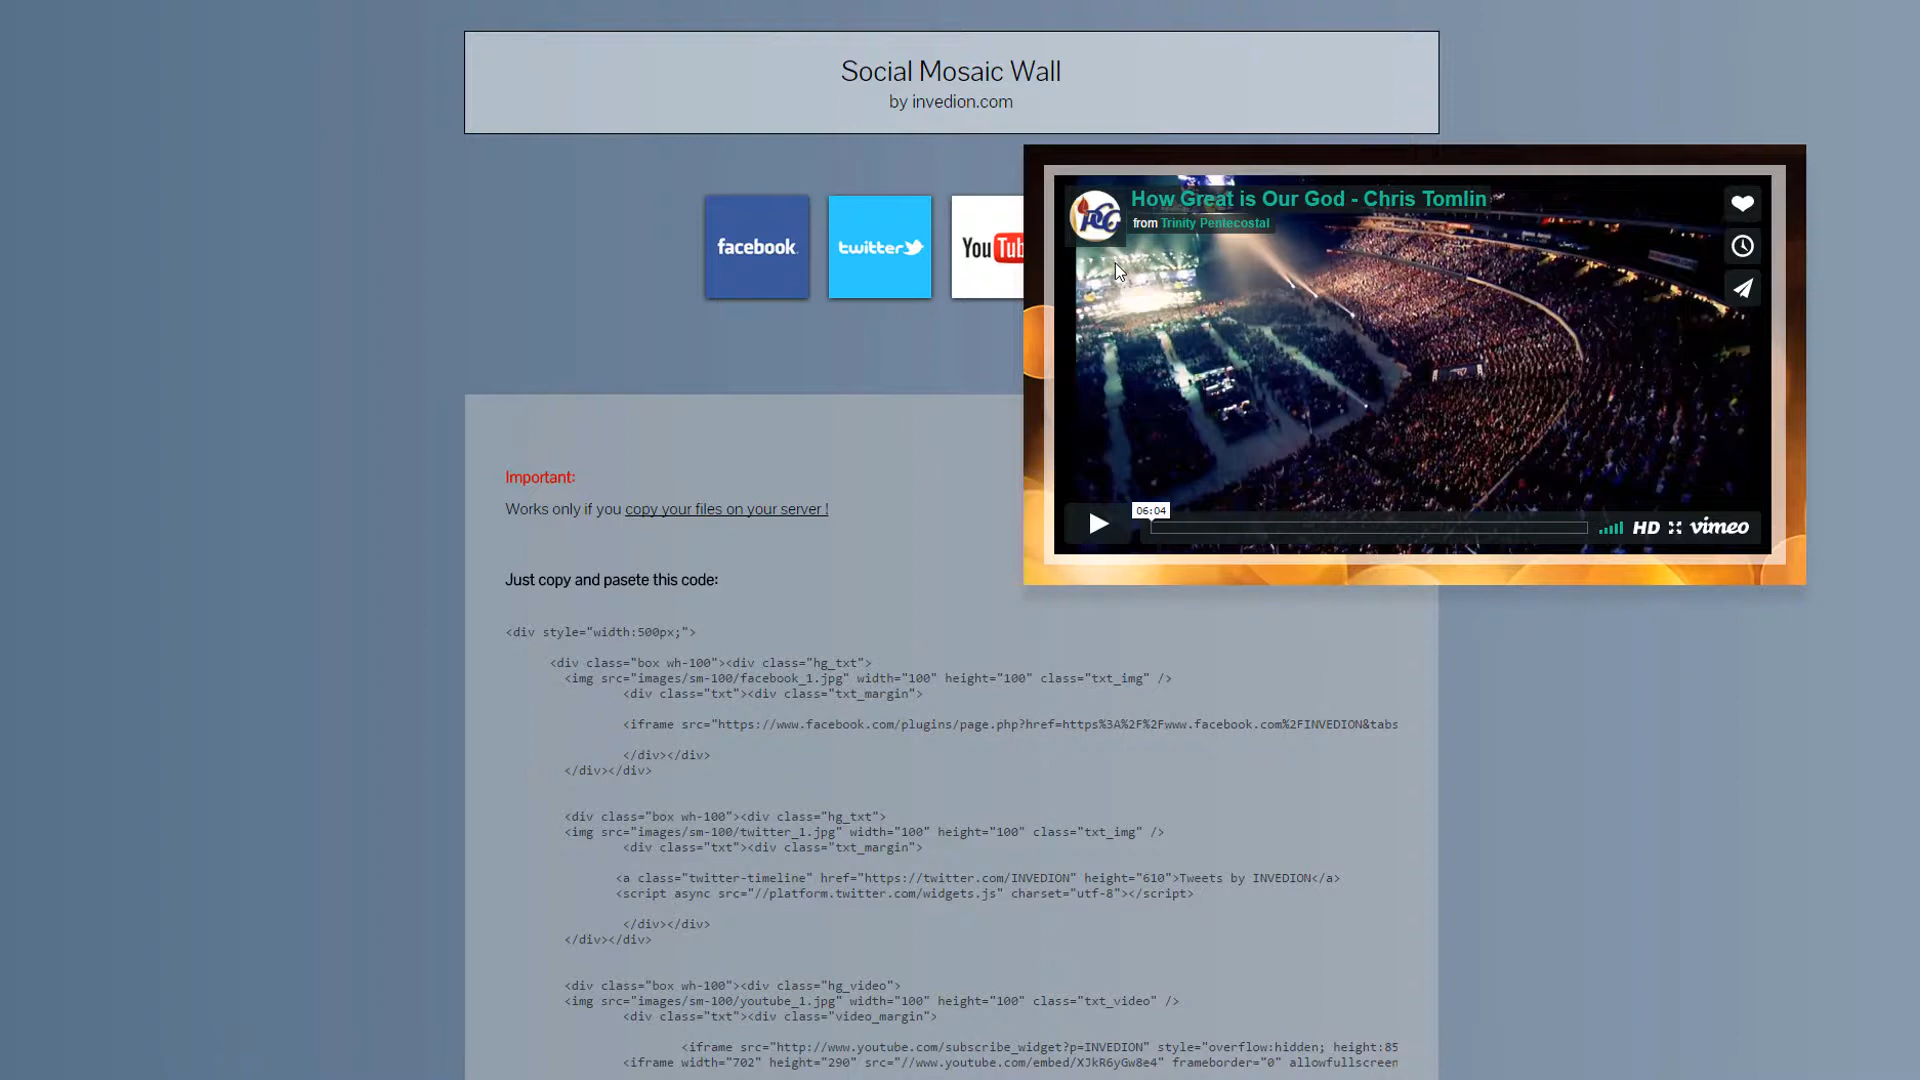 Social Mosaic Wall
by invedion.com
facebook.
twitter
You Tub
How Great is Our God - Chris Tomlin
from Trinity Pentecostal
06:04
HD
vimeo
Important:
Works only if you copy your files on your server !
Just copy and pasete this code:
<div style="width:500px;">
<div class="box wh-100"><div class="hg_txt">
<img src="images/sm-100/facebook_1.jpg" width="100" height="100" class="txt_img" />
<div class="txt"><div class="txt_margin">
<iframe src="https://www.facebook.com/plugins/page.php?href=https%3A%2F%2Fwww.facebook.com%2FINVEDION&tabs
</div></div>
</div></div>
<div class="box wh-100"><div class="hg_txt">
<img src="images/sm-100/twitter_1.jpg" width="100" height="100" class="txt_img" />
<div class="txt"><div class="txt_margin">
<a class="twitter-timeline" href="https://twitter.com/INVEDION" height="610">Tweets by INVEDION</a>
<script async src="//platform.twitter.com/widgets.js" charset="utf-8"></script>
</div></div>
</div></div>
<div class="box wh-100"><div class="hg_video">
<img src="images/sm-100/youtube_1.jpg" width="100" height="100" class="txt_video" />
<div class="txt"><div class="video_margin">
<iframe src="http://www.youtube.com/subscribe_widget?p=INVEDION" style="overflow:hidden; height:85
<iframe width="702" height="290" src="//www.youtube.com/embed/XJkR6yGw8e4" frameborder="0" allowfullscreen